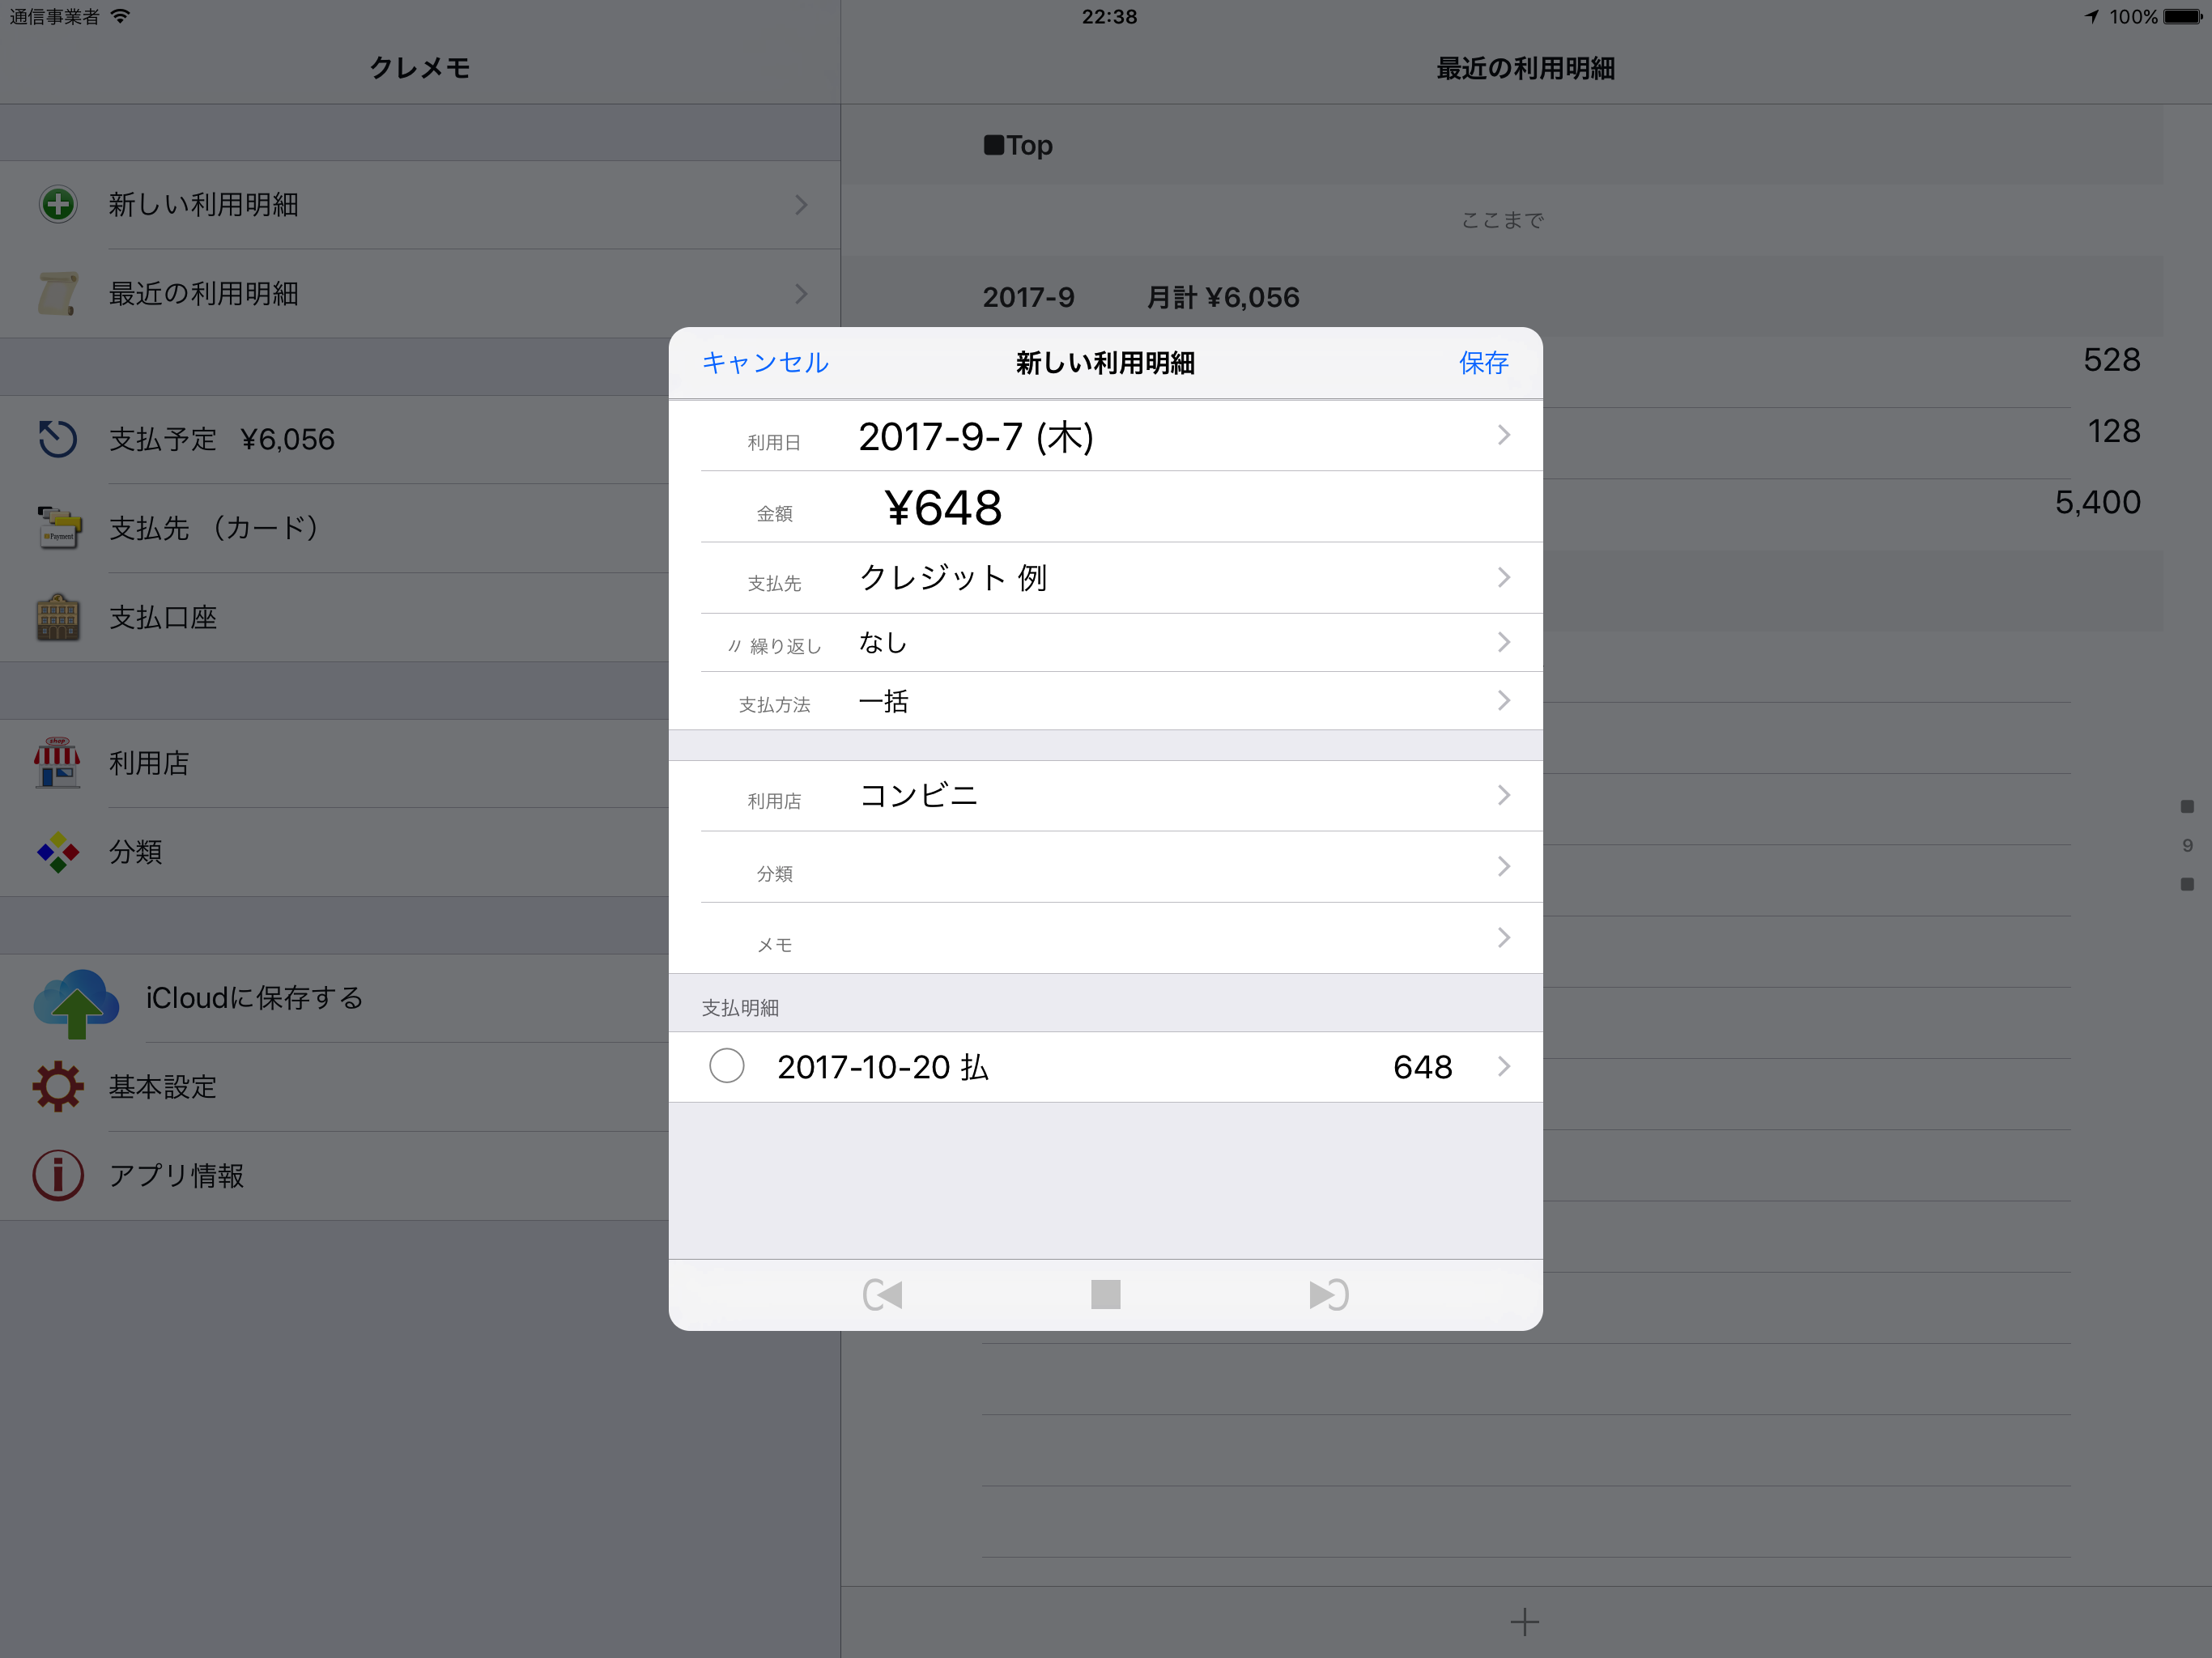 通信事業者
22:38
100%
クレメモ
最近の利用明細
新しい利用明細
最近の利用明細
支払予定 ¥6,056
Payment
支払先 （カード）
支払口座
shop
利用店
分類
iCloudに保存する
基本設定
アプリ情報
■Top
ここまで
2017-9 月計 ¥6,056
528
128
5,400
■
9
■
キャンセル
新しい利用明細
保存
利用日 2017-9-7 (木)
金額 ¥648
支払先 クレジット 例
〃 繰り返し なし
支払方法 一括
利用店 コンビニ
分類
メモ
支払明細
2017-10-20 払 648